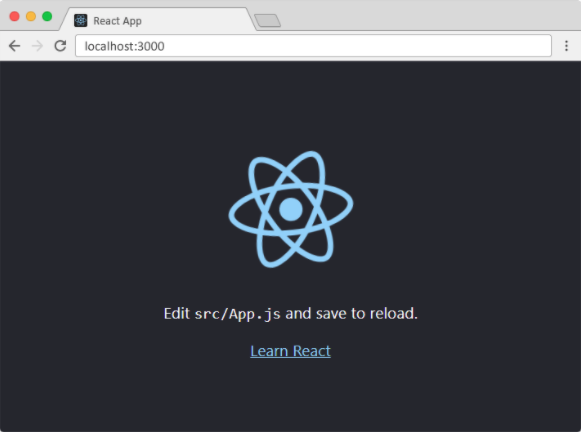 React App
localhost:3000
Edit src/App.js and save to reload.
Learn React